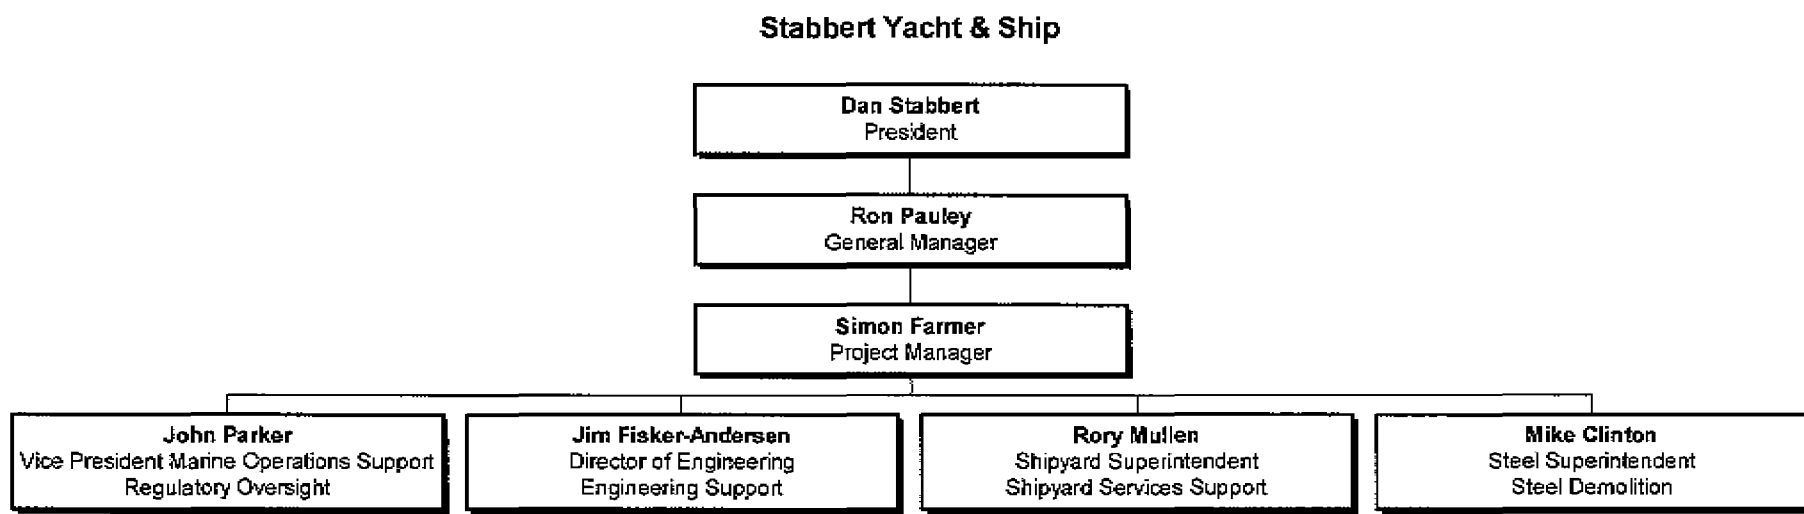 Stabbert Yacht & Ship
Dan Stabbert
President
Ron Pauley
General Manager
Simon Farmer
Project Manager
John Parker
Vice President Marine Operations Support
Regulatory Oversight
Jim Fisker-Andersen
Director of Engineering
Engineering Support
Rory Mullen
Shipyard Superintendent
Shipyard Services Support
Mike Clinton
Steel Superintendent
Steel Demolition